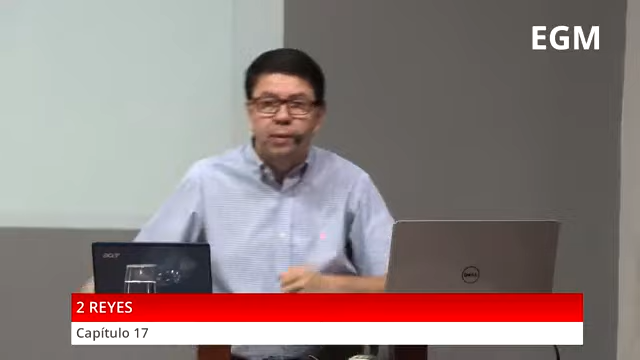 EGM
acer
DELL
2 REYES
Capítulo 17